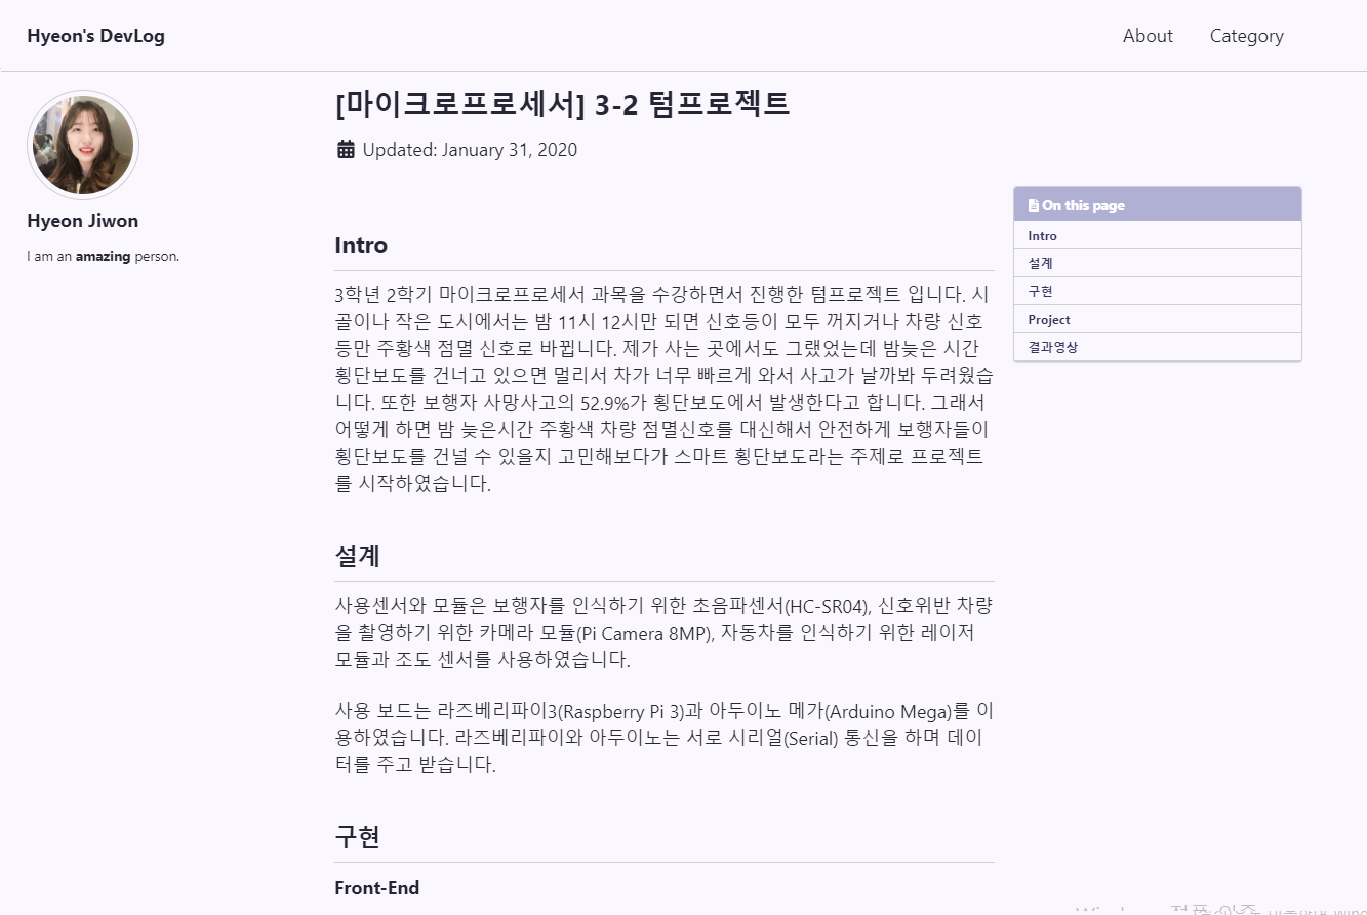 Hyeon's DevLog
About
Category
Hyeon Jiwon
I am an amazing person.
[마이크로프로세서] 3-2 텀프로젝트
Updated: January 31, 2020
Intro
3학년 2학기 마이크로프로세서 과목을 수강하면서 진행한 텀프로젝트 입니다. 시
골이나 작은 도시에서는 밤 11시 12시만 되면 신호등이 모두 꺼지거나 차량 신호
등만 주황색 점멸 신호로 바뀝니다. 제가 사는 곳에서도 그랬었는데 밤늦은 시간
횡단보도를 건너고 있으면 멀리서 차가 너무 빠르게 와서 사고가 날까봐 두려웠습
니다. 또한 보행자 사망사고의 52.9%가 횡단보도에서 발생한다고 합니다. 그래서
어떻게 하면 밤 늦은시간 주황색 차량 점멸신호를 대신해서 안전하게 보행자들이
횡단보도를 건널 수 있을지 고민해보다가 스마트 횡단보도라는 주제로 프로젝트
를 시작하였습니다.
설계
사용센서와 모듈은 보행자를 인식하기 위한 초음파센서(HC-SR04), 신호위반 차량
을 촬영하기 위한 카메라 모듈(Pi Camera 8MP), 자동차를 인식하기 위한 레이저
모듈과 조도 센서를 사용하였습니다.
사용 보드는 라즈베리파이3(Raspberry Pi 3)과 아두이노 메가(Arduino Mega)를 이
용하였습니다. 라즈베리파이와 아두이노는 서로 시리얼(Serial) 통신을 하며 데이
터를 주고 받습니다.
구현
Front-End
On this page
Intro
설계
구현
Project
결과영상